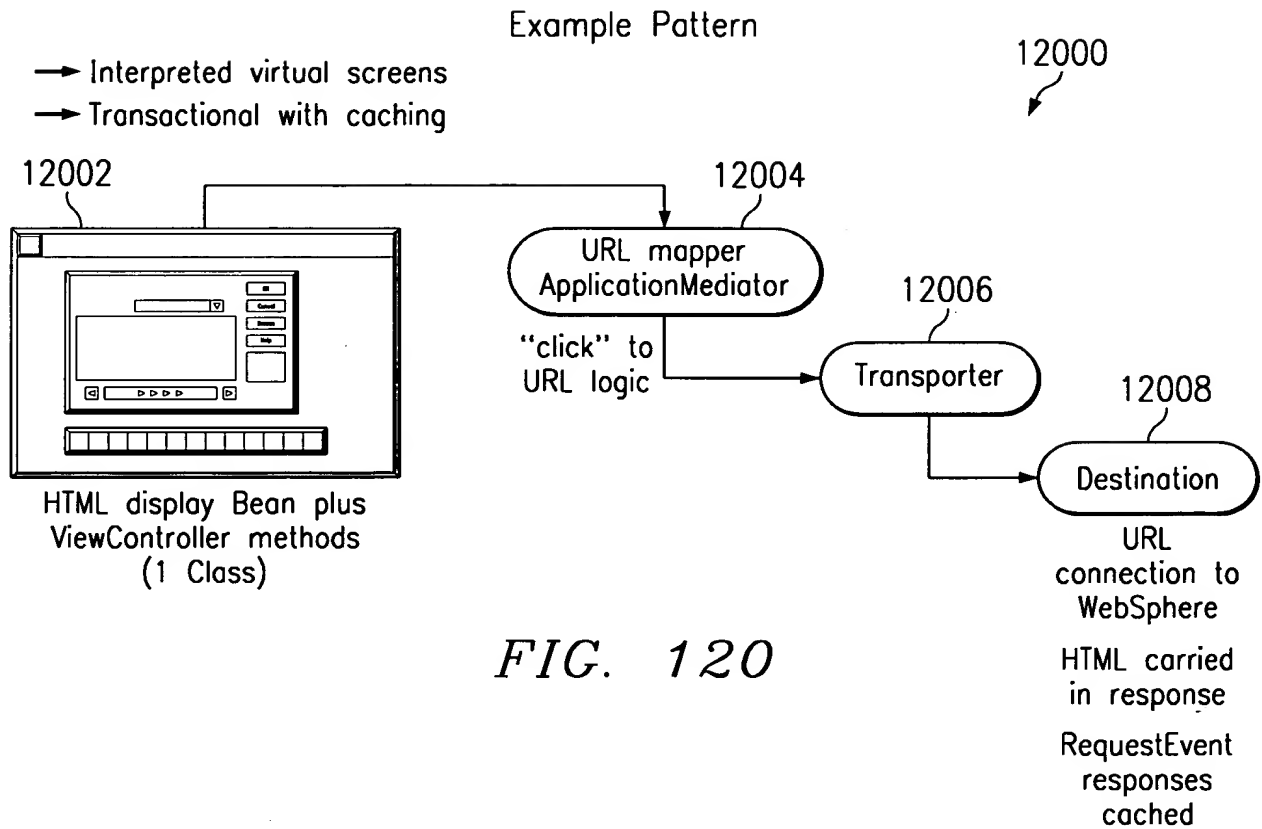 Example Pattern
12000
→ Interpreted virtual screens
→ Transactional with caching
12002
12004
URL mapper
ApplicationMediator
12006
"click" to
URL logic
Transporter
12008
Cancel
Help
Destination
HTML display Bean plus
ViewController methods
(1 Class)
URL
connection to
WebSphere
HTML carried
in response
RequestEvent
responses
cached
FIG. 120